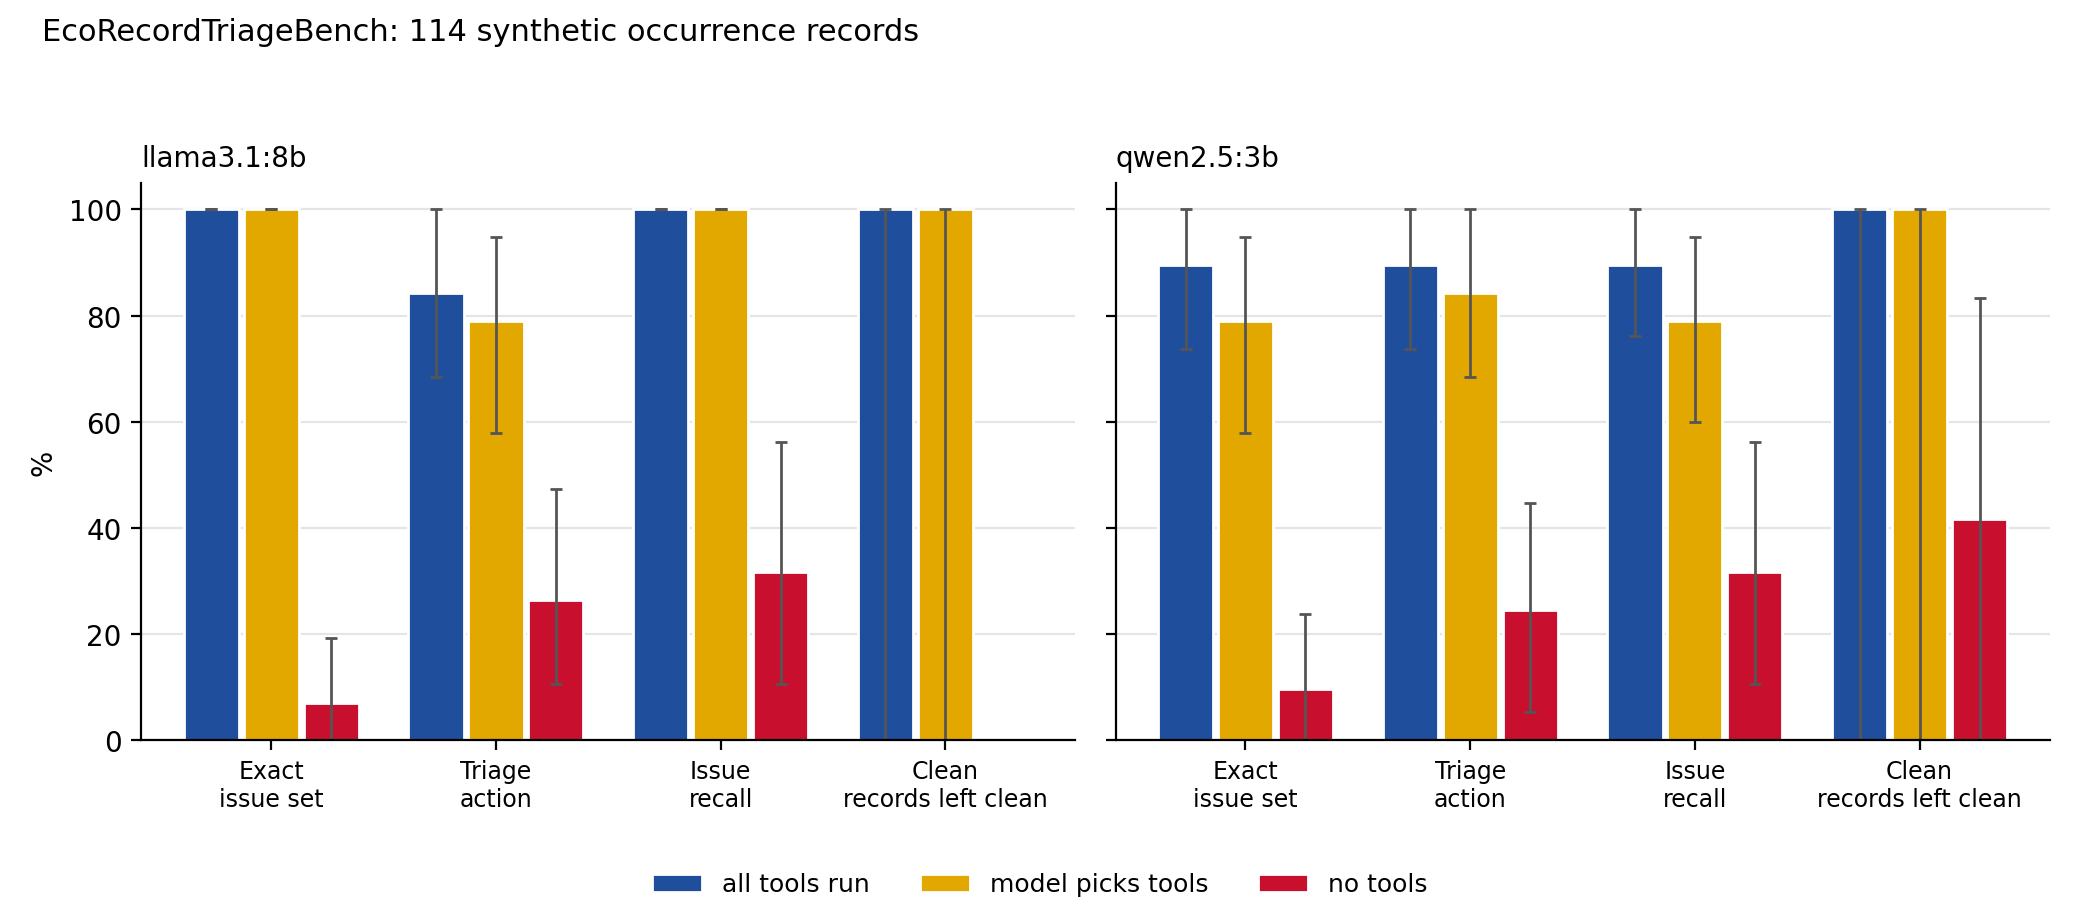 EcoRecordTriageBench: 114 synthetic occurrence records
llama3.1:8b
qwen2.5:3b
%
100
80
60
40
20
0
Exact
issue set
Triage
action
Issue
recall
Clean
records left clean
Exact
issue set
Triage
action
Issue
recall
Clean
records left clean
all tools run
model picks tools
no tools